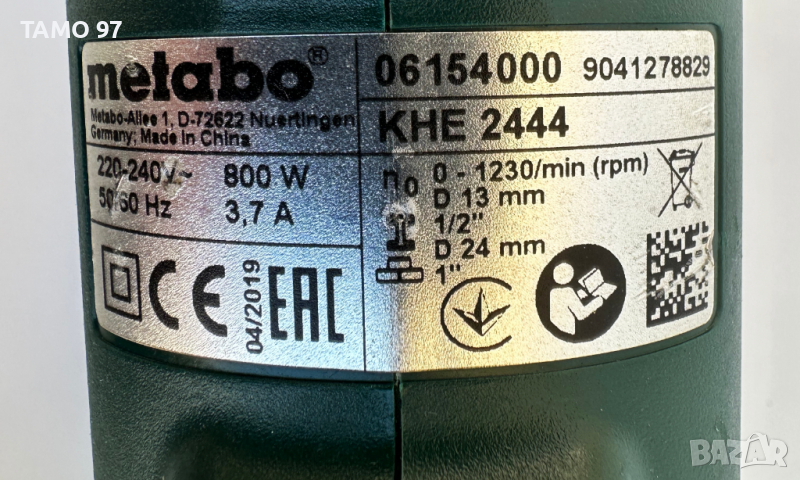 TAMO 97
metabo®
Metabo-Allee 1, D-72622 Nuertingen
Germany, Made in China
220-240V~ 800 W
50/60 Hz 3,7 A
CE
04/2019
EAC
06154000 9041278829
KHE 2444
n0 0 - 1230/min (rpm)
D 13 mm
1/2"
D 24 mm
1"
BAZAR